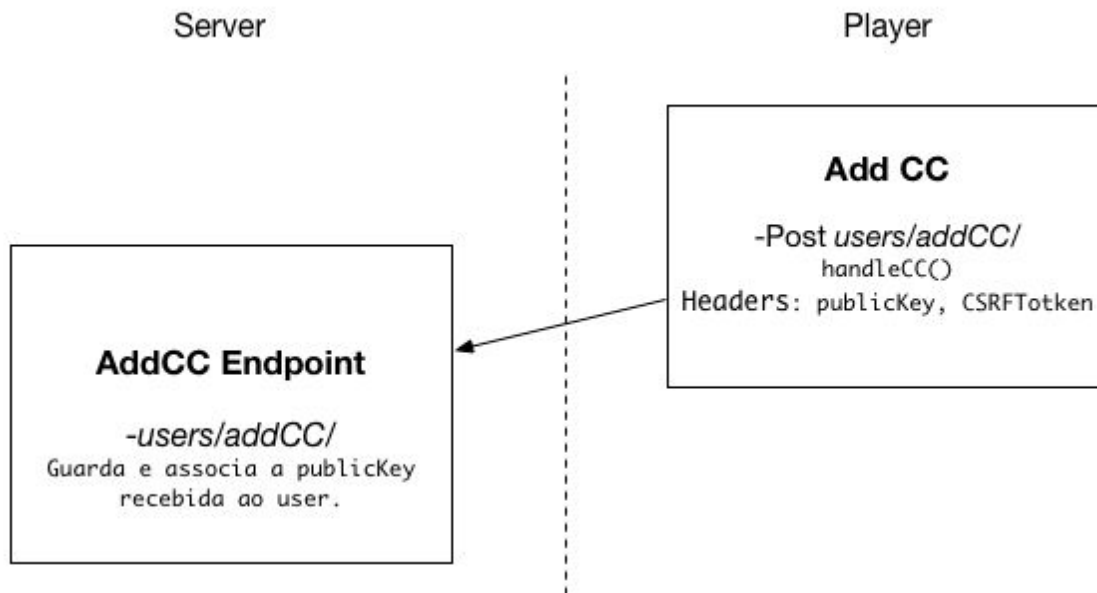 Server
Player
Add CC
-Post users/addCC/
handleCC()
Headers: publicKey, CSRFTotken
AddCC Endpoint
-users/addCC/
Guarda e associa a publicKey
recebida ao user.